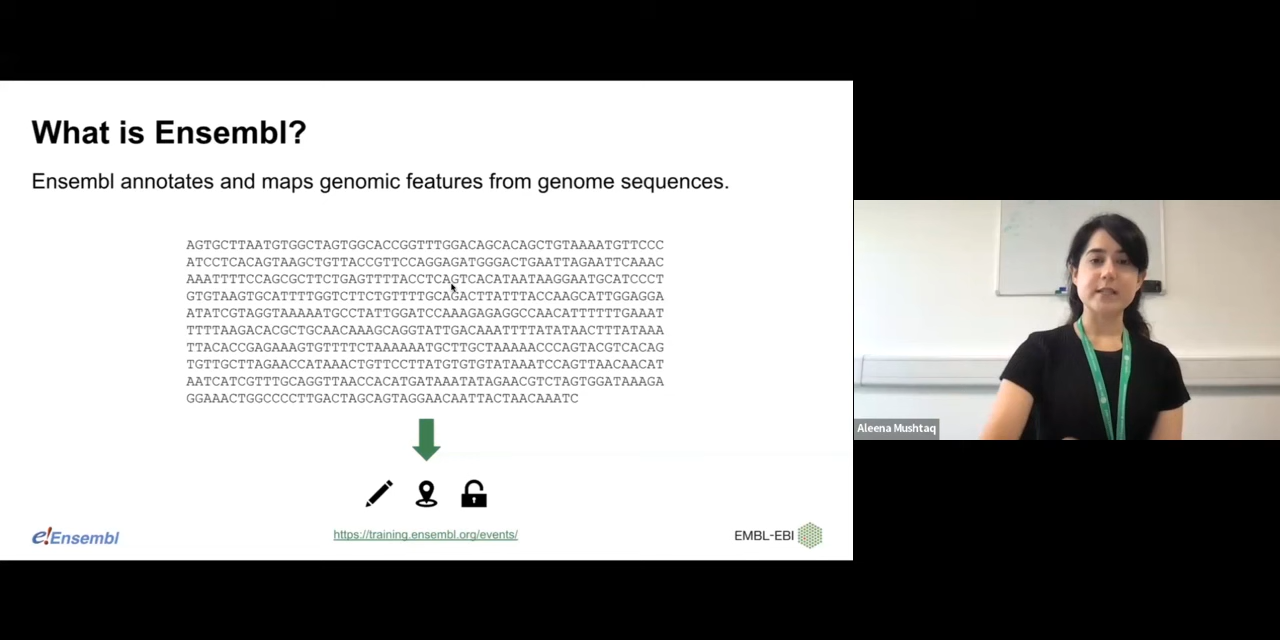 What is Ensembl?
Ensembl annotates and maps genomic features from genome sequences.
AGTGCTTAATGTGGCTAGTGGCACCGGTTTGGACAGCACAGCTGTAAAATGTTCCC
ATCCTCACAGTAAGCTGTTACCGTTCCAGGAGATGGGACTGAATTAGAATTCAAAC
AAATTTTCCAGCGCTTCTGAGTTTTACCTCAGTCACATAATAAGGAATGCATCCCT
GTGTAAGTGCATTTTGGTCTTCTGTTTTGCAGACTTATTTACCAAGCATTGGAGGA
ATATCGTAGGTAAAAATGCCTATTGGATCCAAAGAGAGGCCAACATTTTTTGAAAT
TTTTAAGACACGCTGCAACAAAGCAGGTATTGACAAATTTTATATAACTTTATAAA
TTACACCGAGAAAGTGTTTTCTAAAAAATGCTTGCTAAAAACCCAGTACGTCACAG
TGTTGCTTAGAACCATAAACTGTTCCTTATGTGTGTATAAATCCAGTTAACAACAT
AATCATCGTTTGCAGGTTAACCACATGATAAATATAGAACGTCTAGTGGATAAAGA
GGAAACTGGCCCCTTGACTAGCAGTAGGAACAATTACTAACAAATC
e!Ensembl
https://training.ensembl.org/events/
EMBL-EBI
Aleena Mushtaq